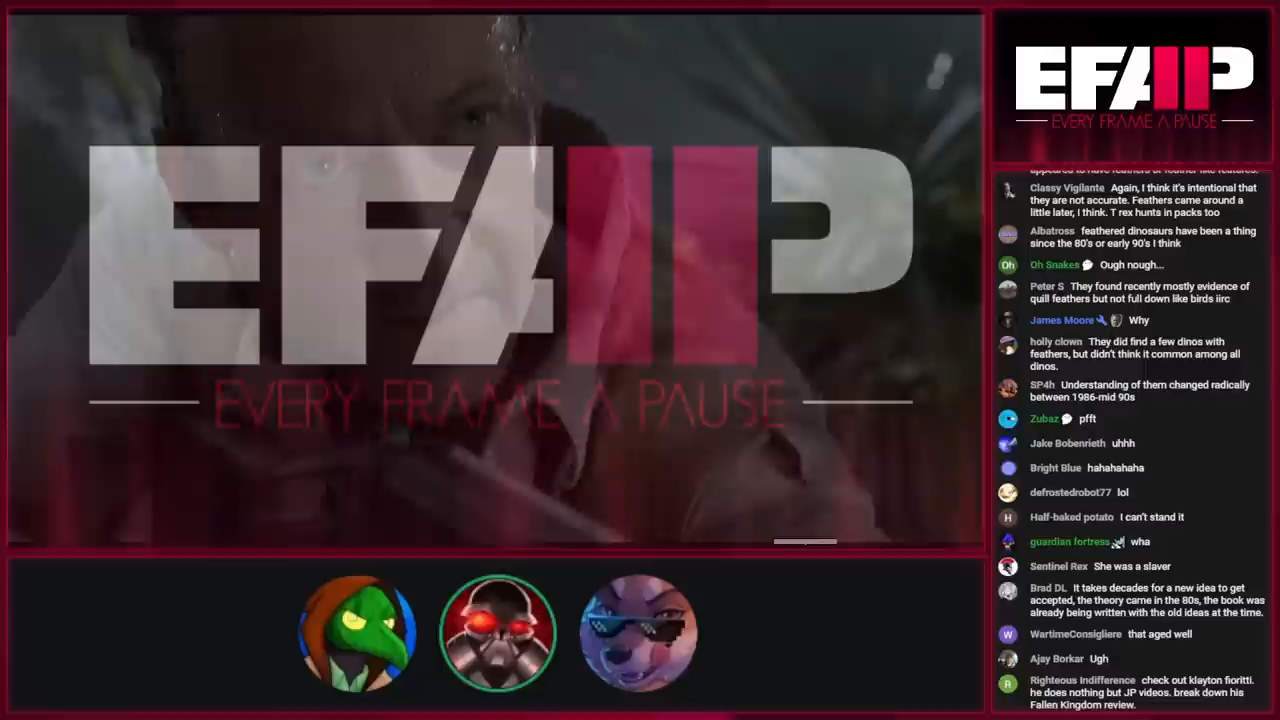 EFAP
EVERY FRAME A PAUSE
EFAP
EVERY FRAME A PAUSE
appeared to have feathers or feather like features.
Classy Vigilante Again, I think it's intentional that
they are not accurate. Feathers came around a
little later, I think. T rex hunts in packs too
Albatross feathered dinosaurs have been a thing
since the 80's or early 90's I think
Oh
Oh Snakes Ough nough...
Peter S They found recently mostly evidence of
quill feathers but not full down like birds iirc
James Moore Why
holly clown They did find a few dinos with
feathers, but didn't think it common among all
dinos.
SP4h Understanding of them changed radically
between 1986-mid 90s
Zubaz pfft
Jake Bobenrieth uhhh
Bright Blue hahahahaha
defrostedrobot77 lol
H
Half-baked potato I can't stand it
guardian fortress wha
Sentinel Rex She was a slaver
Brad DL It takes decades for a new idea to get
accepted, the theory came in the 80s, the book was
already being written with the old ideas at the time.
W
WartimeConsigliere that aged well
Ajay Borkar Ugh
R
Righteous Indifference check out klayton fioritti.
he does nothing but JP videos. break down his
Fallen Kingdom review.